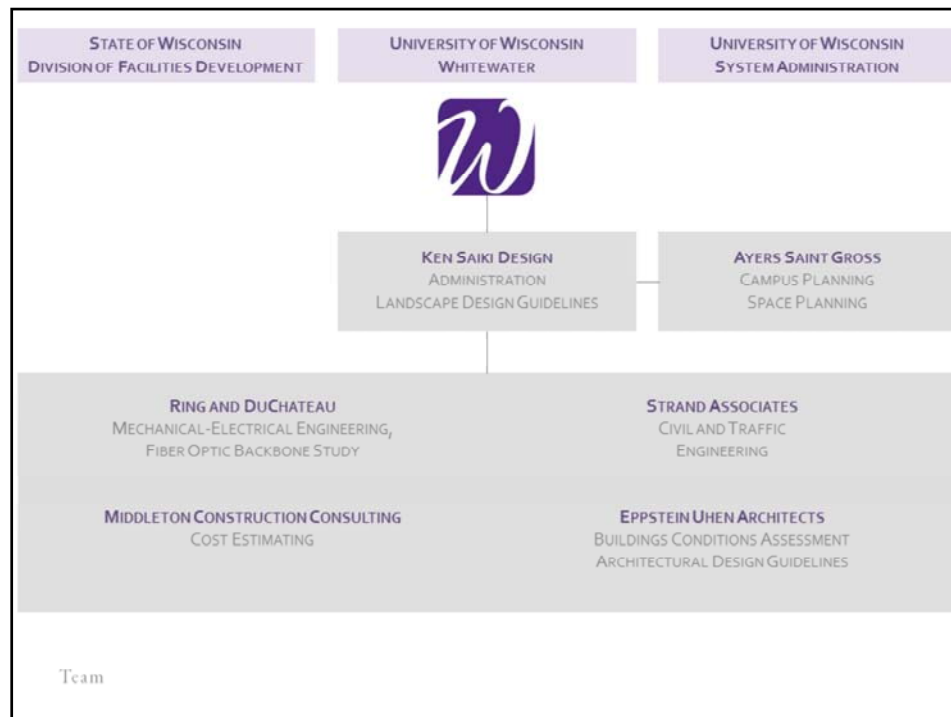 STATE OF WISCONSIN
DIVISION OF FACILITIES DEVELOPMENT
UNIVERSITY OF WISCONSIN
WHITEWATER
UNIVERSITY OF WISCONSIN
SYSTEM ADMINISTRATION
W
KEN SAIKI DESIGN
ADMINISTRATION
LANDSCAPE DESIGN GUIDELINES
AYERS SAINT GROSS
CAMPUS PLANNING
SPACE PLANNING
RING AND DUCHATEAU
MECHANICAL-ELECTRICAL ENGINEERING,
FIBER OPTIC BACKBONE STUDY
STRAND ASSOCIATES
CIVIL AND TRAFFIC
ENGINEERING
MIDDLETON CONSTRUCTION CONSULTING
COST ESTIMATING
EPPSTEIN UHEN ARCHITECTS
BUILDINGS CONDITIONS ASSESSMENT
ARCHITECTURAL DESIGN GUIDELINES
Team